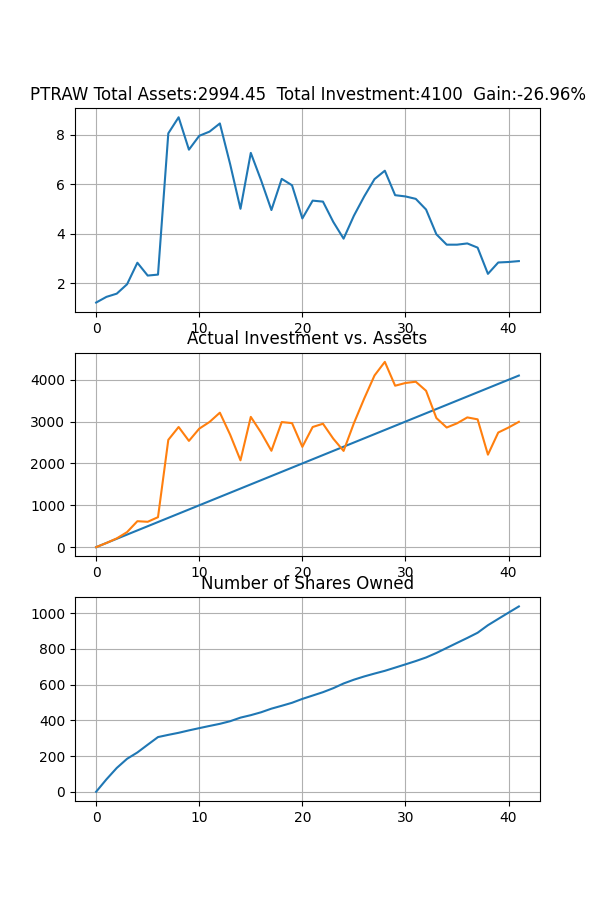 PTRAW Total Assets:2994.45  Total Investment:4100  Gain:-26.96%
8
6
4
2
0 10 20 30 40
Actual Investment vs. Assets
4000
3000
2000
1000
0
0 10 20 30 40
Number of Shares Owned
1000
800
600
400
200
0
0 10 20 30 40